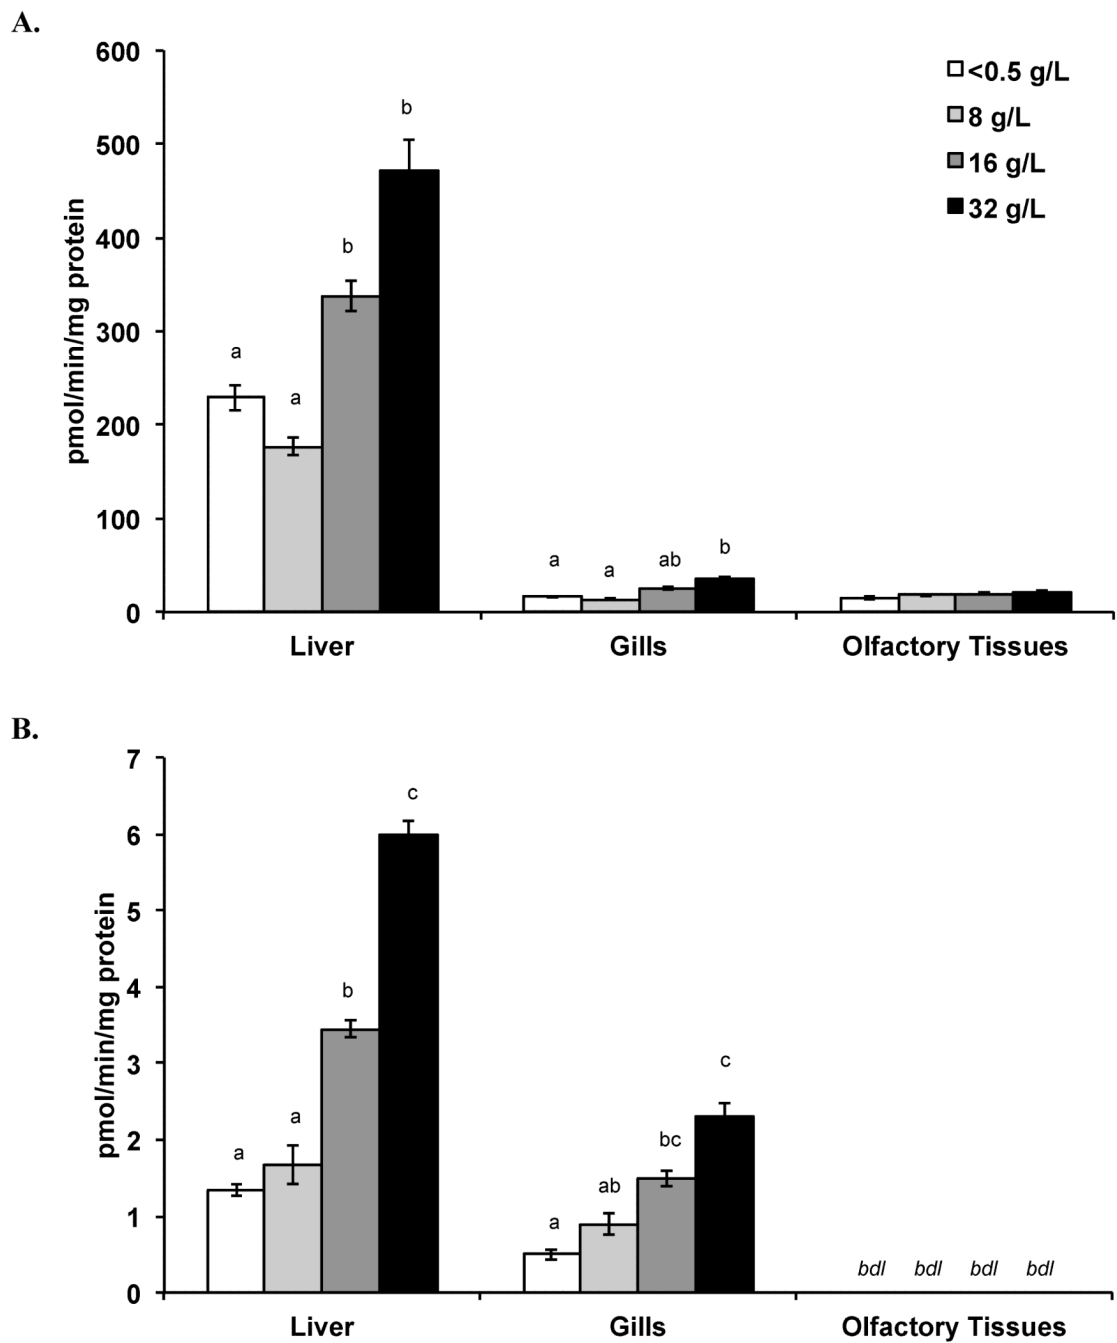 A.
600
500
400
300
200
100
0
pmol/min/mg protein
<0.5 g/L
8 g/L
16 g/L
32 g/L
a
a
b
b
a
a
ab
b
Liver
Gills
Olfactory Tissues
B.
7
6
5
4
3
2
1
0
pmol/min/mg protein
a
a
b
c
a
ab
bc
c
bdl bdl bdl bdl
Liver
Gills
Olfactory Tissues